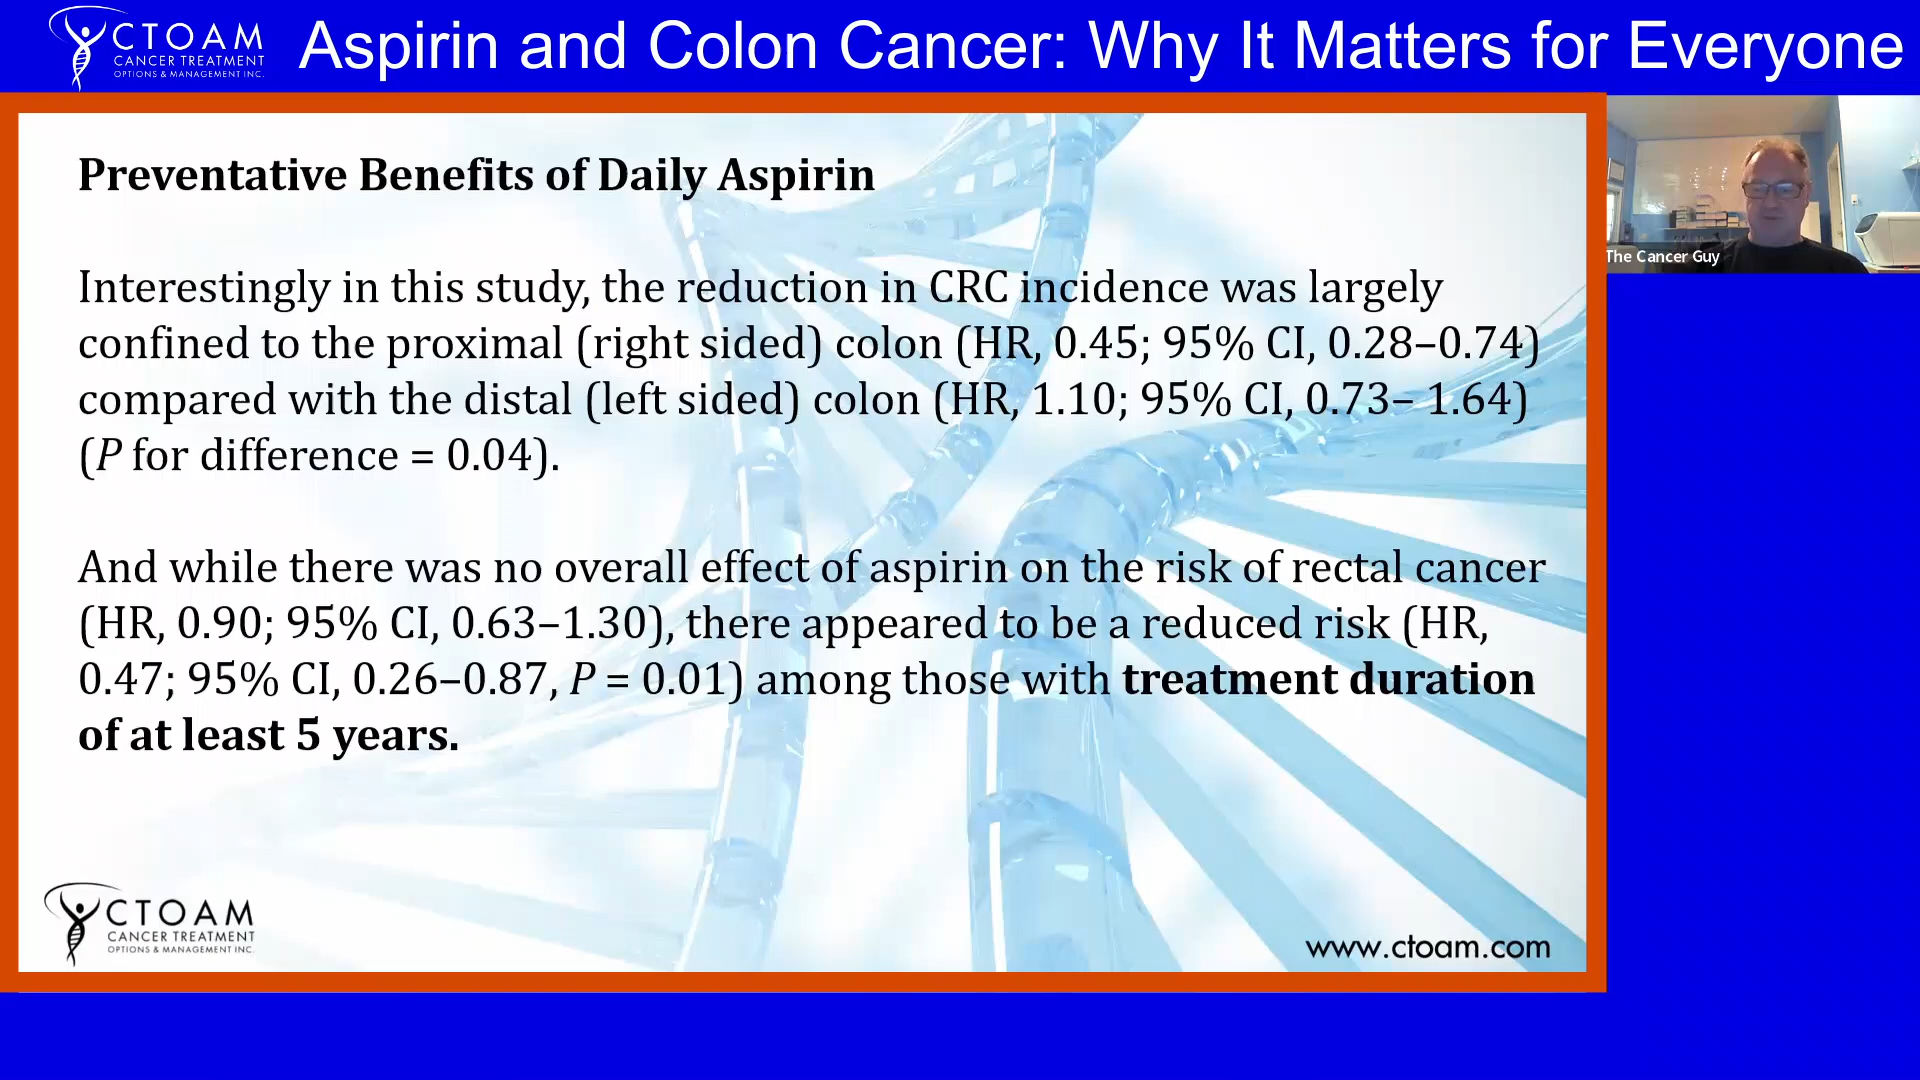 CTOAM
CANCER TREATMENT
OPTIONS & MANAGEMENT INC.
Aspirin and Colon Cancer: Why It Matters for Everyone
Preventative Benefits of Daily Aspirin
Interestingly in this study, the reduction in CRC incidence was largely
confined to the proximal (right sided) colon (HR, 0.45; 95% CI, 0.28–0.74)
compared with the distal (left sided) colon (HR, 1.10; 95% CI, 0.73– 1.64)
(P for difference = 0.04).
And while there was no overall effect of aspirin on the risk of rectal cancer
(HR, 0.90; 95% CI, 0.63–1.30), there appeared to be a reduced risk (HR,
0.47; 95% CI, 0.26–0.87, P = 0.01) among those with treatment duration
of at least 5 years.
The Cancer Guy
CTOAM
CANCER TREATMENT
OPTIONS & MANAGEMENT INC.
www.ctoam.com